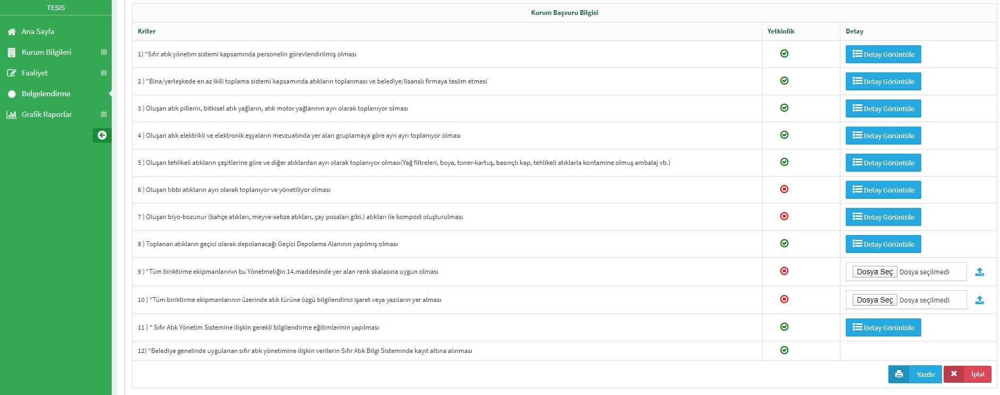 TESIS
Ana Sayfa
Kurum Bilgileri
Faaliyet
Belgelendirme
Grafik Raporlar
Kurum Başvuru Bilgisi
Kriter Yetkinlik Detay
1) *Sıfır atık yönetim sistemi kapsamında personelin görevlendirilmiş olması Detay Görüntüle
2 ) *Bina/yerleşkede en az ikili toplama sistemi kapsamında atıkların toplanması ve belediye/lisanslı firmaya teslim etmesi Detay Görüntüle
3 ) Oluşan atık pillerin, bitkisel atık yağların, atık motor yağlarının ayrı olarak toplanıyor olması Detay Görüntüle
4 ) Oluşan atık elektrikli ve elektronik eşyaların mevzuatında yer alan gruplamaya göre ayrı ayrı toplanıyor olması Detay Görüntüle
5 ) Oluşan tehlikeli atıkların çeşitlerine göre ve diğer atıklardan ayrı olarak toplanıyor olması(Yağ filtreleri, boya, toner-kartuş, basınçlı kap, tehlikeli atıklarla kontamine olmuş ambalaj vb.) Detay Görüntüle
6 ) Oluşan tıbbi atıkların ayrı olarak toplanıyor ve yönetiliyor olması Detay Görüntüle
7 ) Oluşan biyo-bozunur (bahçe atıkları, meyve-sebze atıkları, çay posaları gibi.) atıkları ile kompost oluşturulması Detay Görüntüle
8 ) Toplanan atıkların geçici olarak depolanacağı Geçici Depolama Alanının yapılmış olması Detay Görüntüle
9 ) *Tüm biriktirme ekipmanlarının bu Yönetmeliğin 14.maddesinde yer alan renk skalasına uygun olması Dosya Seç Dosya seçilmedi
10 ) *Tüm biriktirme ekipmanlarının üzerinde atık türüne özgü bilgilendirici işaret veya yazıların yer alması Dosya Seç Dosya seçilmedi
11 ) * Sıfır Atık Yönetim Sistemine ilişkin gerekli bilgilendirme eğitimlerinin yapılması Detay Görüntüle
12) *Belediye genelinde uygulanan sıfır atık yönetimine ilişkin verilerin Sıfır Atık Bilgi Sisteminde kayıt altına alınması
Yazdır İptal